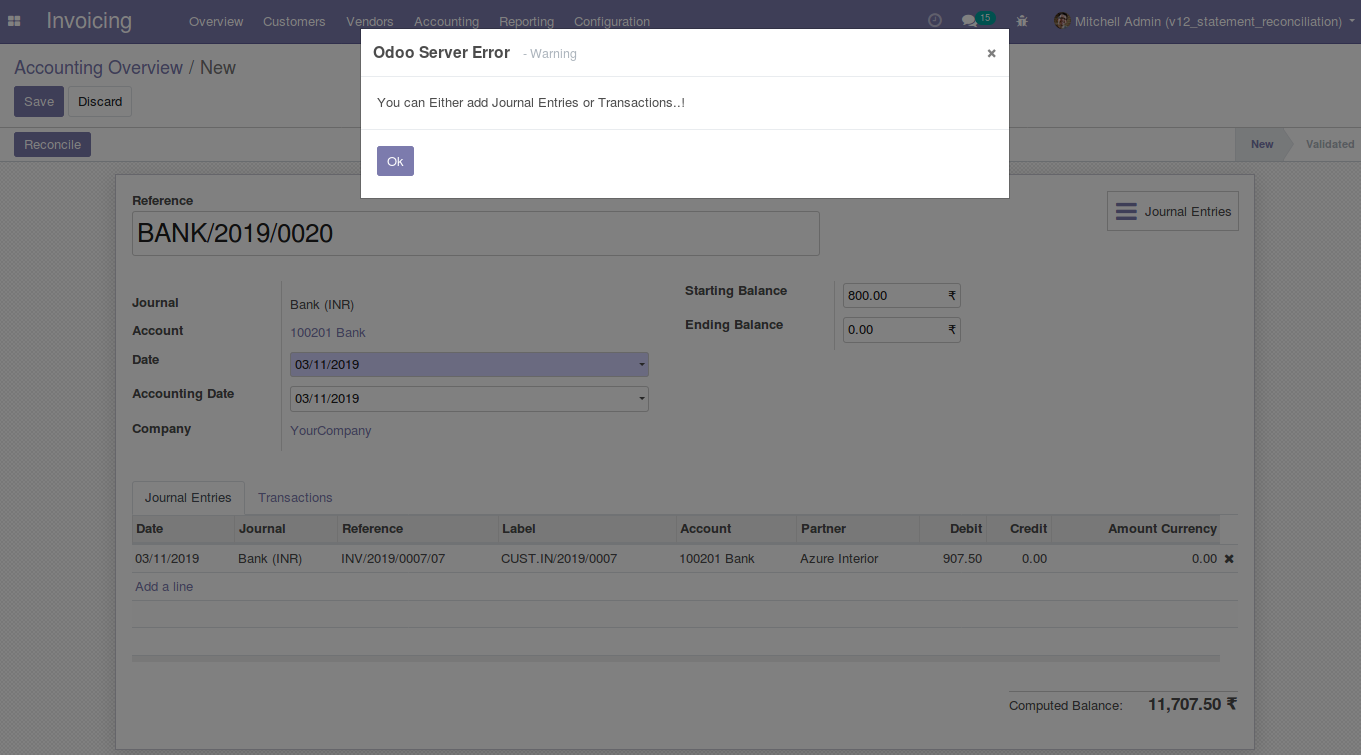 Invoicing Overview Customers Vendors Accounting Reporting Configuration 15 Mitchell Admin (v12_statement_reconciliation)
Odoo Server Error - Warning ×
Accounting Overview / New
Save Discard
You can Either add Journal Entries or Transactions..!
Reconcile
New Validated
Ok
Reference
BANK/2019/0020
Journal Entries
Journal Bank (INR)
Account 100201 Bank
Date 03/11/2019
Accounting Date 03/11/2019
Company YourCompany
Starting Balance 800.00 ₹
Ending Balance 0.00 ₹
Journal Entries Transactions
Date Journal Reference Label Account Partner Debit Credit Amount Currency
03/11/2019 Bank (INR) INV/2019/0007/07 CUST.IN/2019/0007 100201 Bank Azure Interior 907.50 0.00 0.00
Add a line
Computed Balance: 11,707.50 ₹